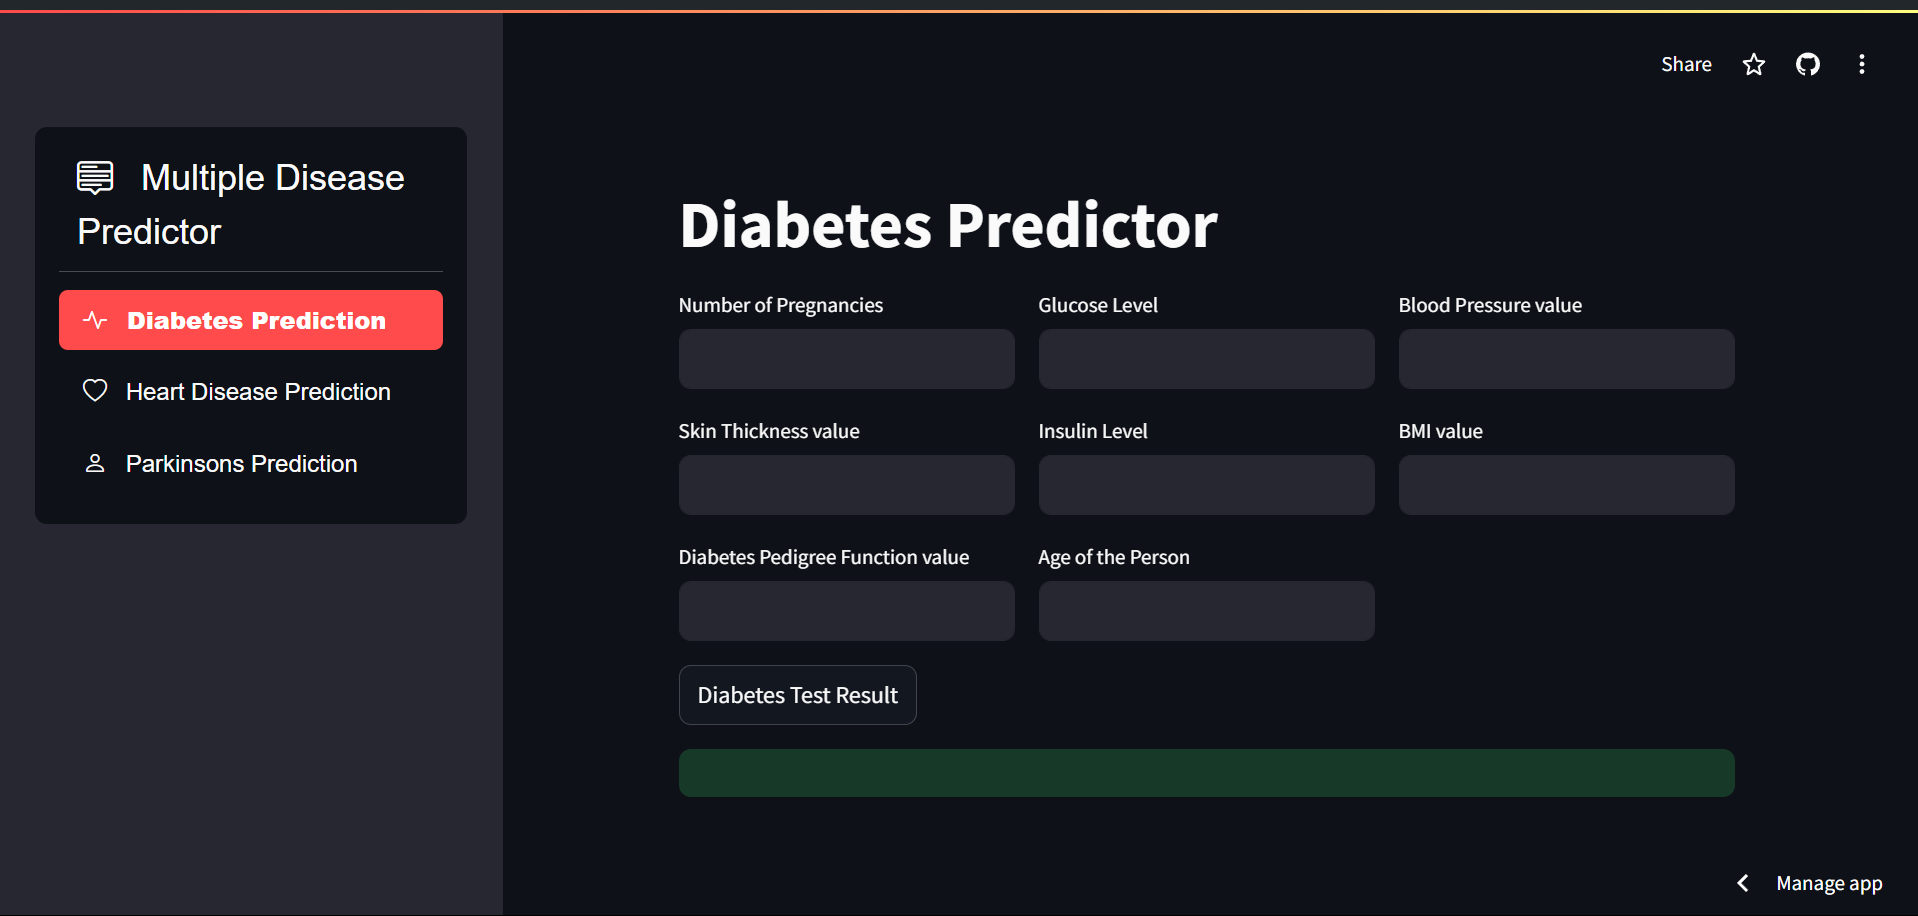 Share
Multiple Disease
Predictor
Diabetes Prediction
Heart Disease Prediction
Parkinsons Prediction
Diabetes Predictor
Number of Pregnancies
Glucose Level
Blood Pressure value
Skin Thickness value
Insulin Level
BMI value
Diabetes Pedigree Function value
Age of the Person
Diabetes Test Result
Manage app